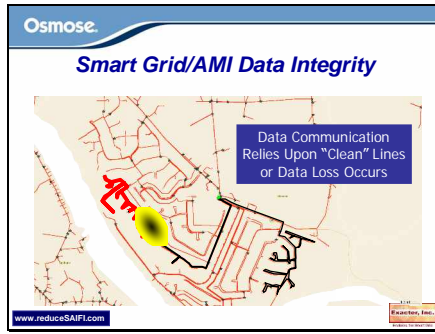 Osmose.
Smart Grid/AMI Data Integrity
Data Communication
Relies Upon "Clean" Lines
or Data Loss Occurs
www.reduceSAIFI.com
Exacter, Inc.